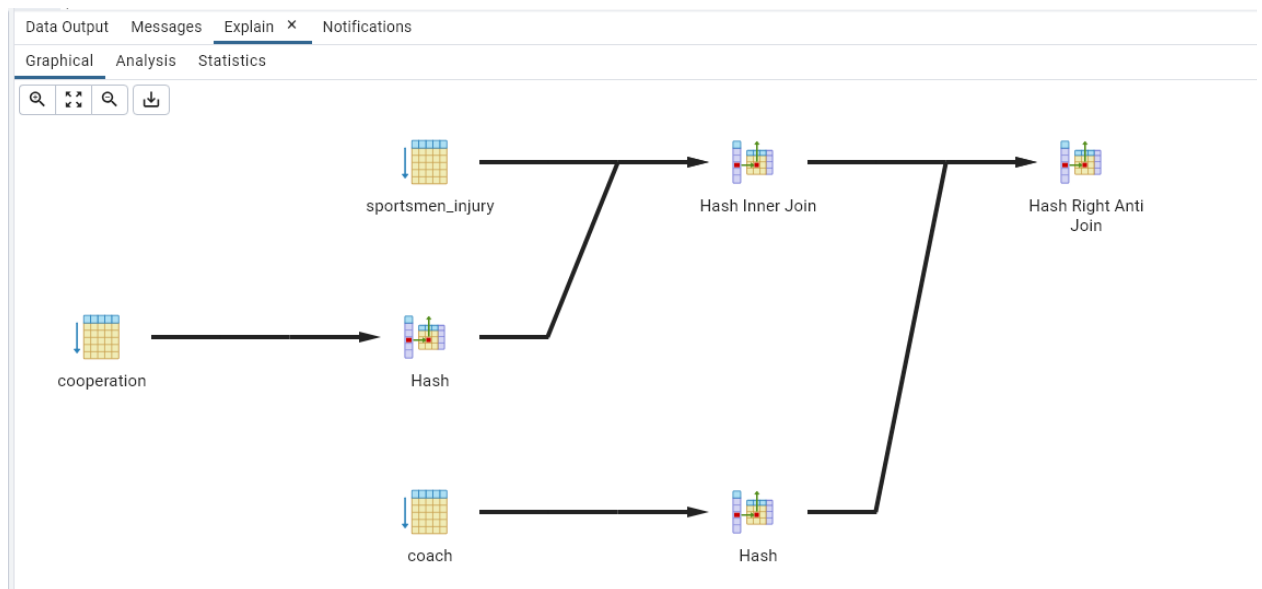 Data Output Messages Explain × Notifications
Graphical Analysis Statistics
sportsmen_injury
Hash Inner Join
Hash Right Anti
Join
cooperation
Hash
coach
Hash